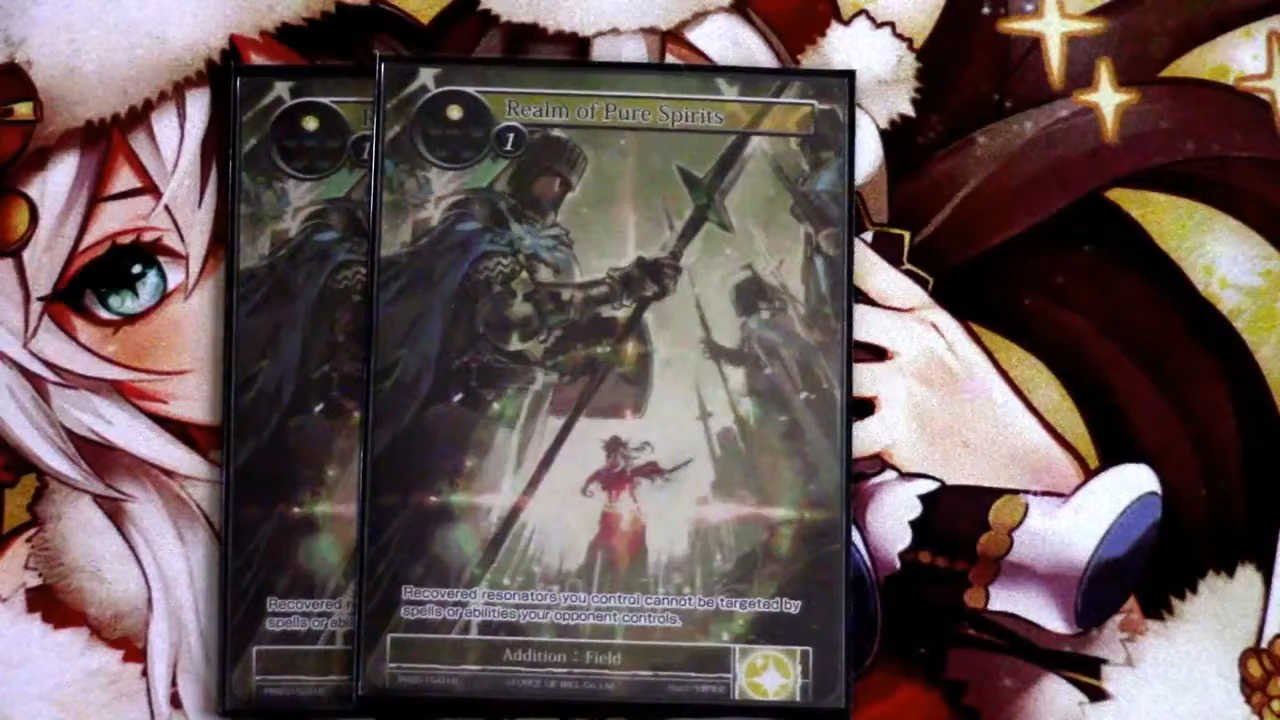 Realm of Pure Spirits
1
1
Recovered resonators you control cannot be targeted by
spells or abilities your opponent controls.
Recovered
spells or abi
Addition : Field